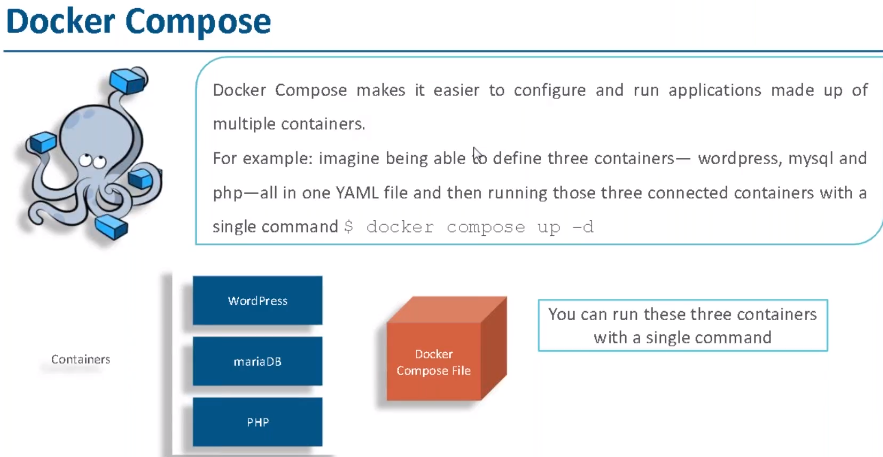 Docker Compose
Docker Compose makes it easier to configure and run applications made up of
multiple containers.
For example: imagine being able to define three containers— wordpress, mysql and
php—all in one YAML file and then running those three connected containers with a
single command $ docker compose up –d
WordPress
mariaDB
PHP
Containers
Docker
Compose File
You can run these three containers
with a single command